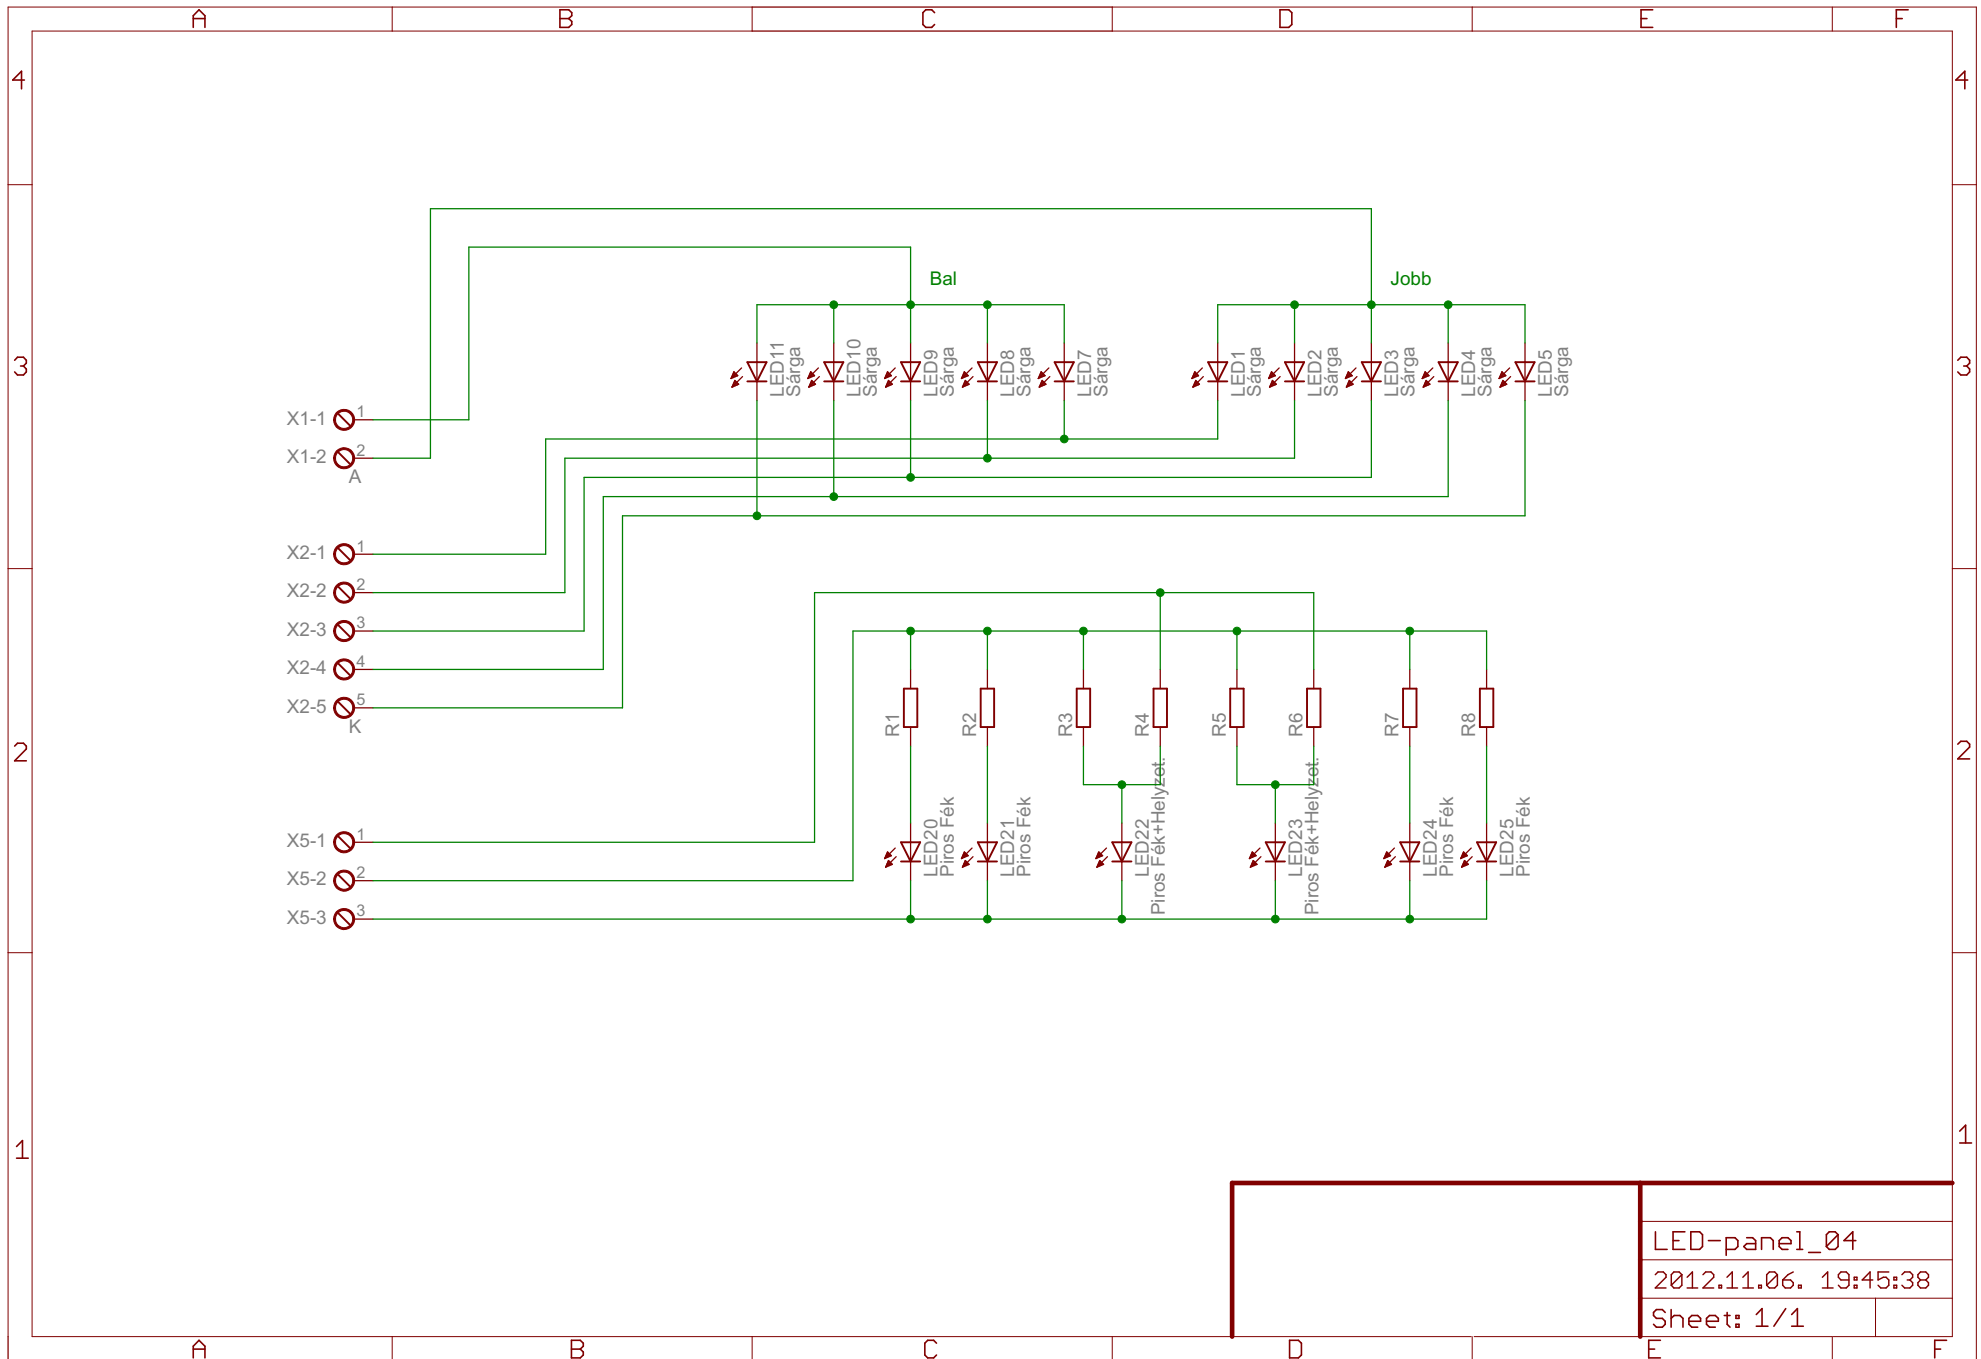 A B C D E F
4 4
Bal Jobb
3 3
LED11 Sárga
LED10 Sárga
LED9 Sárga
LED8 Sárga
LED7 Sárga
LED1 Sárga
LED2 Sárga
LED3 Sárga
LED4 Sárga
LED5 Sárga
X1-1 1
X1-2 2
A
X2-1 1
X2-2 2
X2-3 3
X2-4 4
X2-5 5
K
R1 R2 R3 R4 R5 R6 R7 R8
2 2
X5-1 1
X5-2 2
X5-3 3
LED20 Piros Fék
LED21 Piros Fék
LED22 Piros Fék+Helyzet.
LED23 Piros Fék+Helyzet.
LED24 Piros Fék
LED25 Piros Fék
1 1
LED-panel_04
2012.11.06. 19:45:38
Sheet: 1/1
A B C D E F